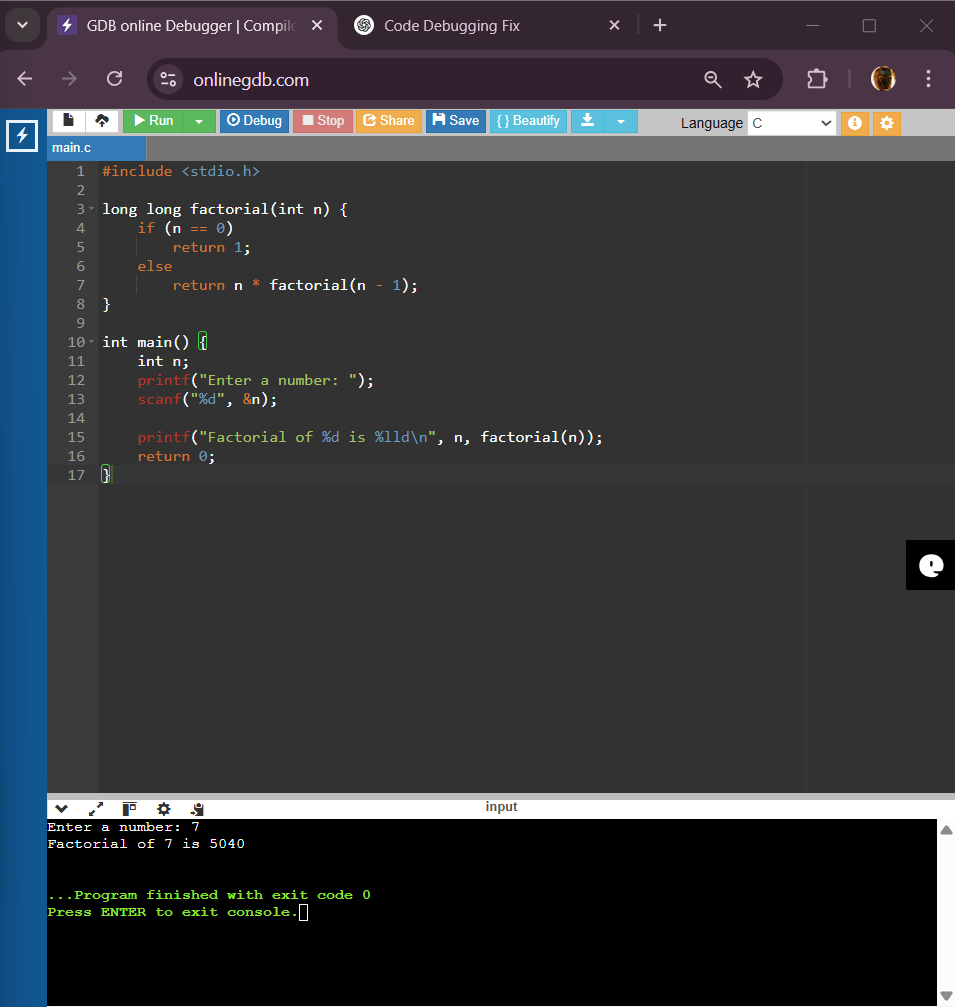 GDB online Debugger | Compile
Code Debugging Fix
onlinegdb.com
Run Debug Stop Share Save { } Beautify Language C
main.c
1 #include <stdio.h>
2
3 long long factorial(int n) {
4     if (n == 0)
5         return 1;
6     else
7         return n * factorial(n - 1);
8 }
9
10 int main() {
11     int n;
12     printf("Enter a number: ");
13     scanf("%d", &n);
14
15     printf("Factorial of %d is %lld\n", n, factorial(n));
16     return 0;
17 }
input
Enter a number: 7
Factorial of 7 is 5040
...Program finished with exit code 0
Press ENTER to exit console.